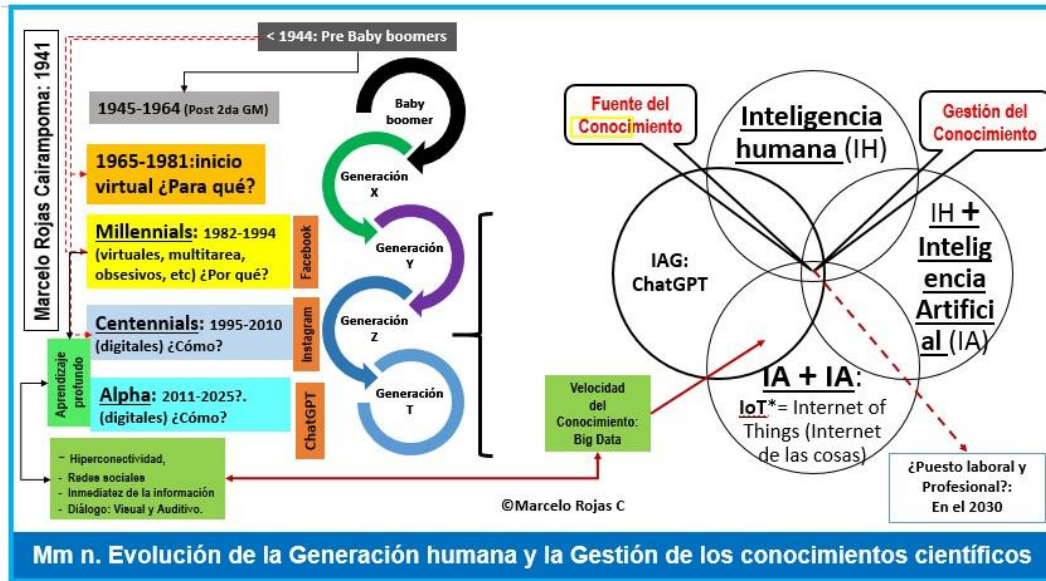 Marcelo Rojas Cairampoma: 1941
< 1944: Pre Baby boomers
1945-1964 (Post 2da GM)
1965-1981:inicio
virtual ¿Para qué?
Millennials: 1982-1994
(virtuales, multitarea,
obsesivos, etc) ¿Por qué?
Facebook
Centennials: 1995-2010
(digitales) ¿Cómo?
Instagram
Aprendizaje
profundo
Alpha: 2011-2025?.
(digitales) ¿Cómo?
ChatGPT
– Hiperconectividad,
- Redes sociales
- Inmediatez de la información
- Diálogo: Visual y Auditivo.
Baby
boomer
Generación
X
Generación
Y
Generación
Z
Generación
T
Fuente del
Conocimiento
Gestión del
Conocimiento
Inteligencia
humana (IH)
IAG:
ChatGPT
IH +
Intelig
encia
Artifici
al (IA)
IA + IA:
IoT*= Internet of
Things (Internet
de las cosas)
Velocidad
del
Conocimiento:
Big Data
¿Puesto laboral y
Profesional?:
En el 2030
©Marcelo Rojas C
Mm n. Evolución de la Generación humana y la Gestión de los conocimientos científicos